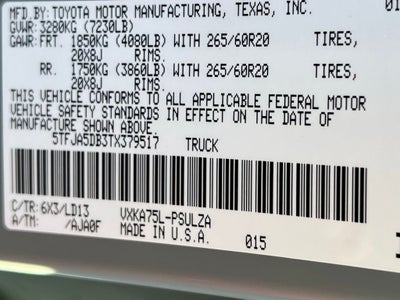 MFD.BY: TOYOTA MOTOR MANUFACTURING, TEXAS, INC. 01
GVWR: 3280KG (7230LB)
GAWR: FRT. 1850KG (4080LB) WITH 265/60R20 TIRES,
20X8J RIMS.
RR. 1750KG (3860LB) WITH 265/60R20 TIRES,
20X8J RIMS.
THIS VEHICLE CONFORMS TO ALL APPLICABLE FEDERAL MOTOR
VEHICLE SAFETY STANDARDS IN EFFECT ON THE DATE OF
MANUFACTURE SHOWN ABOVE.
5TFJA5DB3TX379517 TRUCK
C/TR: 6X3/LD13 VXKA75L-PSULZA
A/TM: /AJA0F MADE IN U.S.A. 015